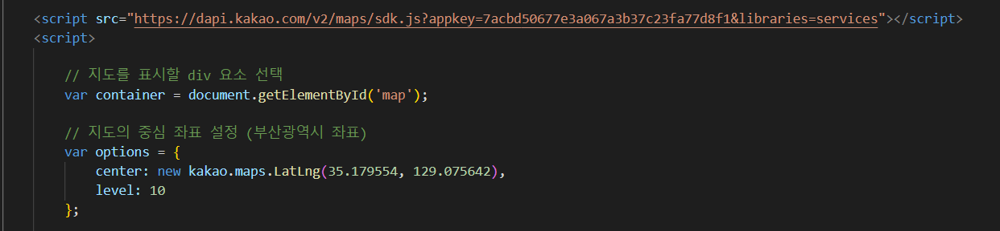 <script src="https://dapi.kakao.com/v2/maps/sdk.js?appkey=7acbd50677e3a067a3b37c23fa77d8f1&libraries=services"></script>
<script>
// 지도를 표시할 div 요소 선택
var container = document.getElementById('map');
// 지도의 중심 좌표 설정 (부산광역시 좌표)
var options = {
center: new kakao.maps.LatLng(35.179554, 129.075642),
level: 10
};